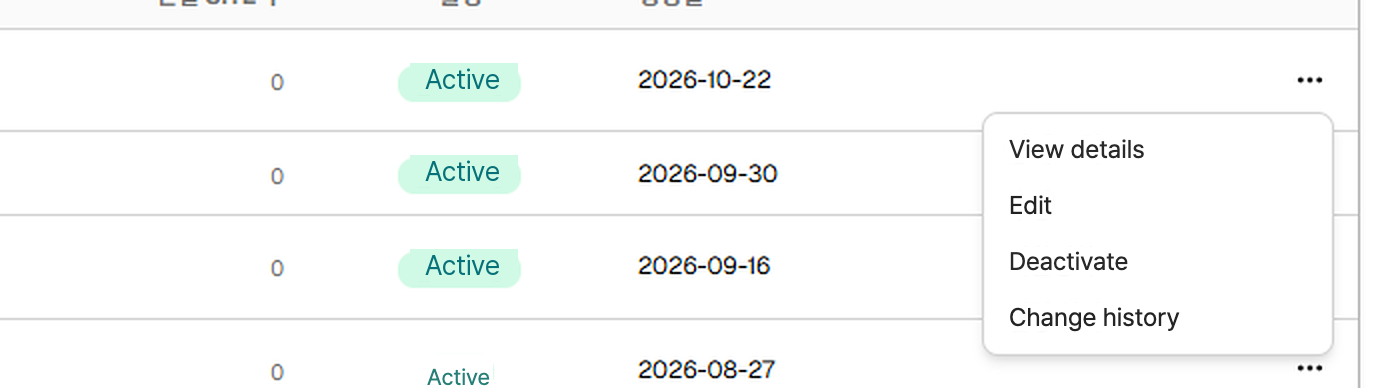 0 Active 2026-10-22 •••
View details
0 Active 2026-09-30
Edit
0 Active 2026-09-16
Deactivate
Change history
0 Active 2026-08-27 •••